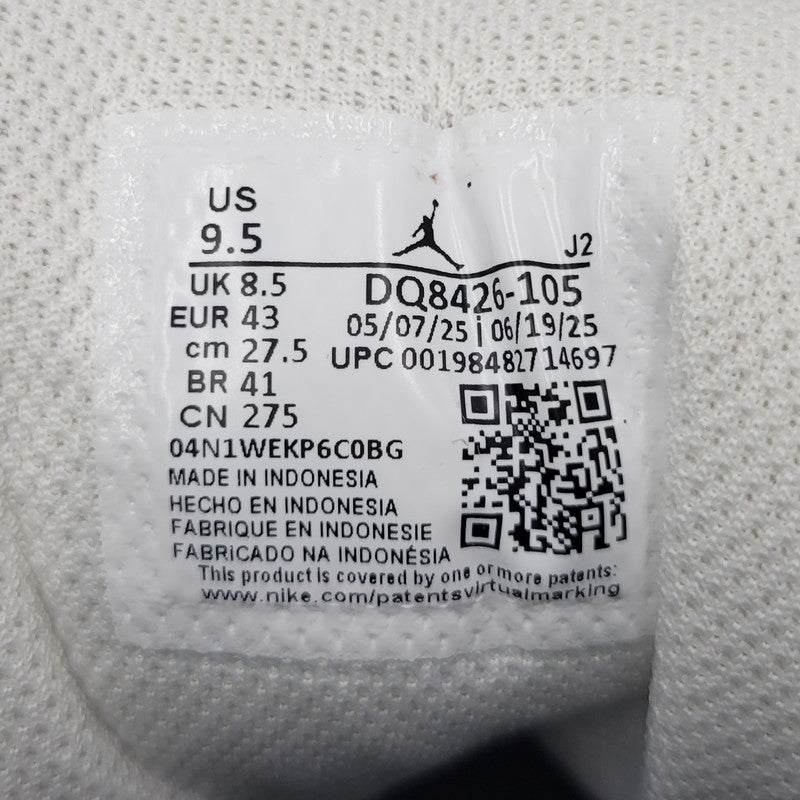 US
9.5
J2
UK 8.5
DQ8426-105
EUR 43
05/07/25 | 06/19/25
cm 27.5
UPC 00198482714697
BR 41
CN 275
04N1WEKP6C0BG
MADE IN INDONESIA
HECHO EN INDONESIA
FABRIQUE EN INDONESIE
FABRICADO NA INDONÉSIA
This product is covered by one or more patents:
www.nike.com/patentsvirtualmarking